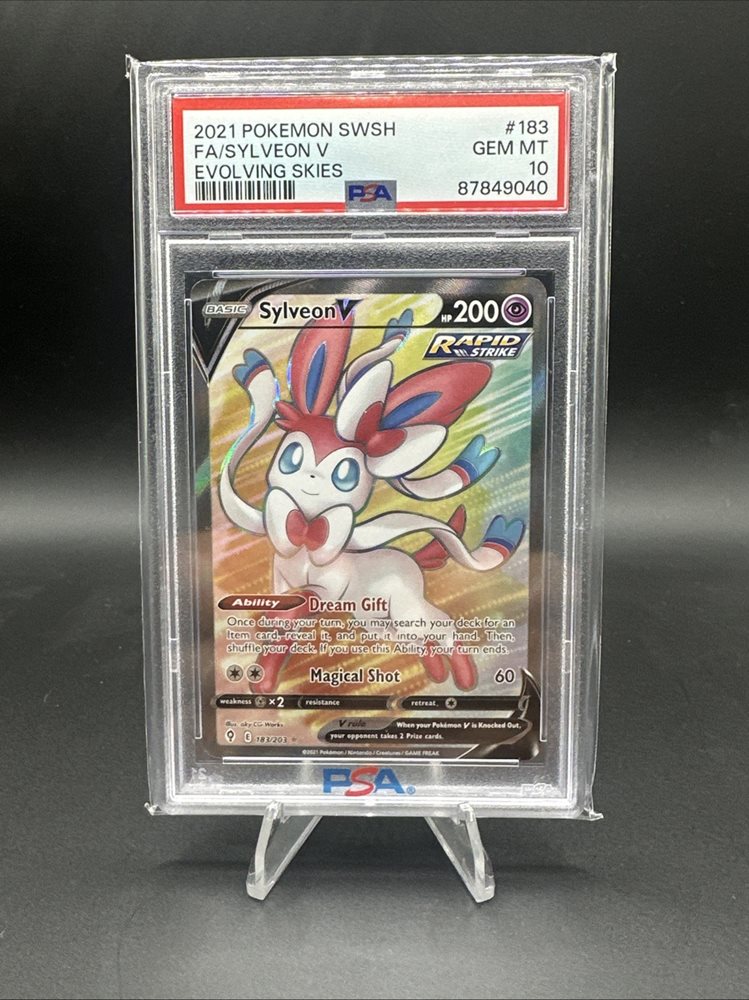 2021 POKEMON SWSH #183
FA/SYLVEON V GEM MT
EVOLVING SKIES 10
PSA 87849040
BASIC Sylveon V HP 200
RAPID STRIKE
Ability Dream Gift
Once during your turn, you may search your deck for an
Item card, reveal it, and put it into your hand. Then,
shuffle your deck. If you use this Ability, your turn ends.
Magical Shot 60
weakness ×2 resistance retreat
Illus. aky CG Works
V rule When your Pokémon V is Knocked Out,
your opponent takes 2 Prize cards.
E 183/203
©2021 Pokémon / Nintendo / Creatures / GAME FREAK
PSA®